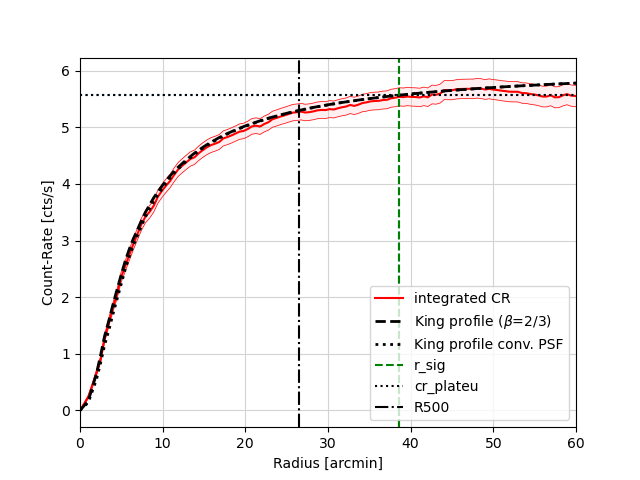 6
5
4
3
2
1
0
Count-Rate [cts/s]
integrated CR
King profile (β=2/3)
King profile conv. PSF
r_sig
cr_plateu
R500
0 10 20 30 40 50 60
Radius [arcmin]